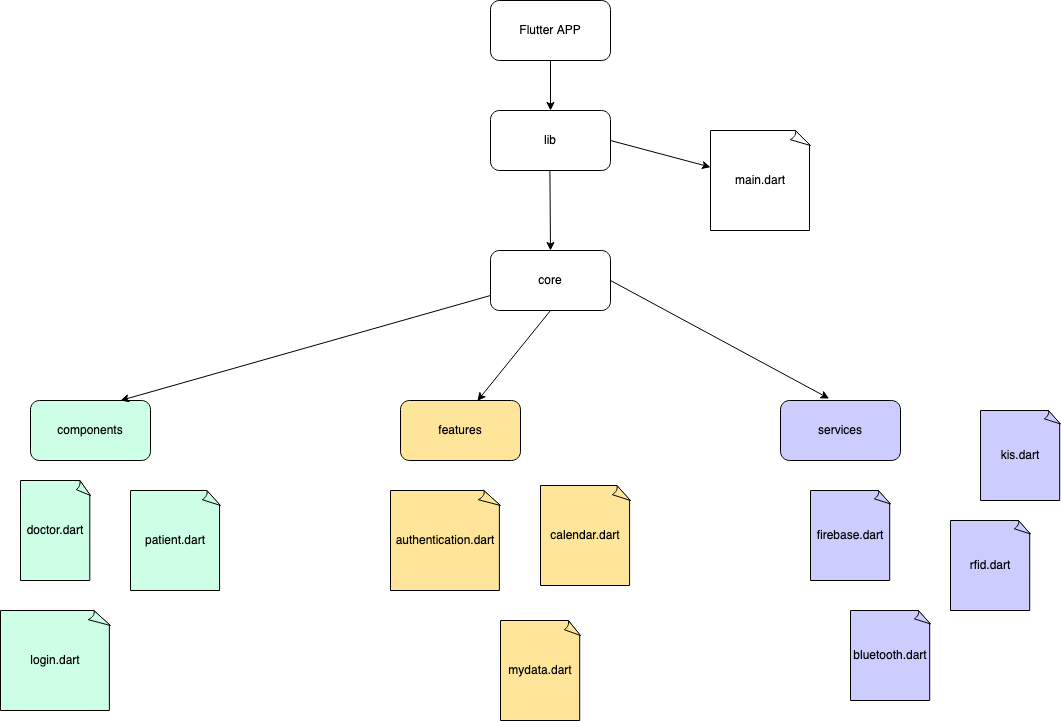 Flutter APP
lib
main.dart
core
components
features
services
kis.dart
doctor.dart
patient.dart
authentication.dart
calendar.dart
firebase.dart
rfid.dart
login.dart
mydata.dart
bluetooth.dart